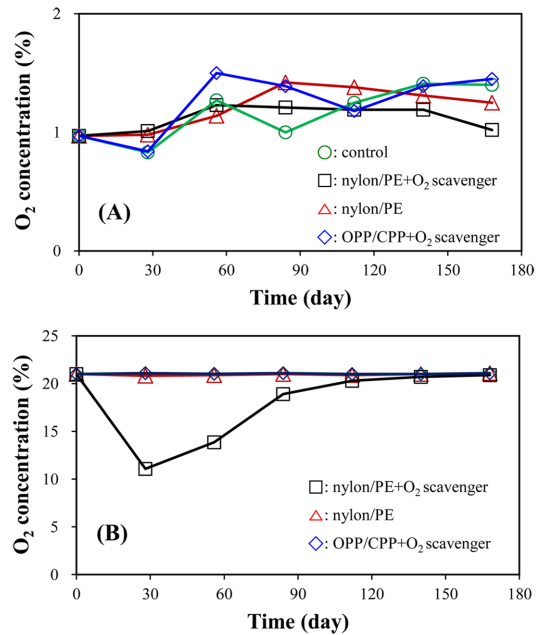 2
1
0
O2 concentration (%)
(A)
: control
: nylon/PE+O2 scavenger
: nylon/PE
: OPP/CPP+O2 scavenger
0 30 60 90 120 150 180
Time (day)
25
20
15
10
5
0
O2 concentration (%)
(B)
: nylon/PE+O2 scavenger
: nylon/PE
: OPP/CPP+O2 scavenger
0 30 60 90 120 150 180
Time (day)